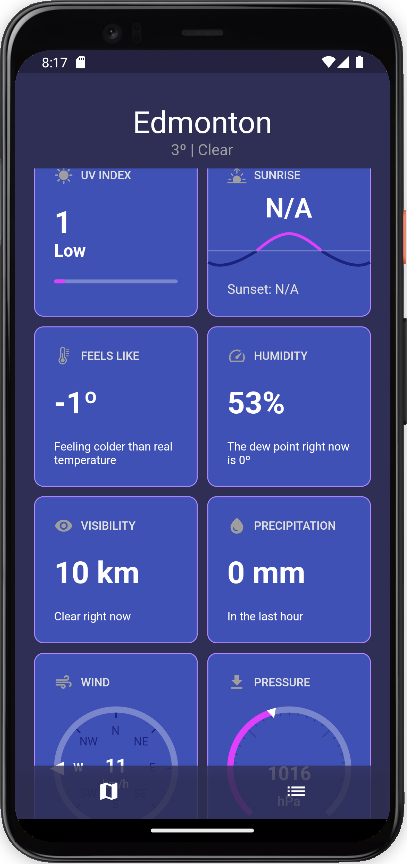 8:17
Edmonton
3º | Clear
UV INDEX
1
Low
SUNRISE
N/A
Sunset: N/A
FEELS LIKE
-1º
Feeling colder than real
temperature
HUMIDITY
53%
The dew point right now
is 0º
VISIBILITY
10 km
Clear right now
PRECIPITATION
0 mm
In the last hour
WIND
N
NW
NE
W
11
E
km/h
PRESSURE
1016
hPa